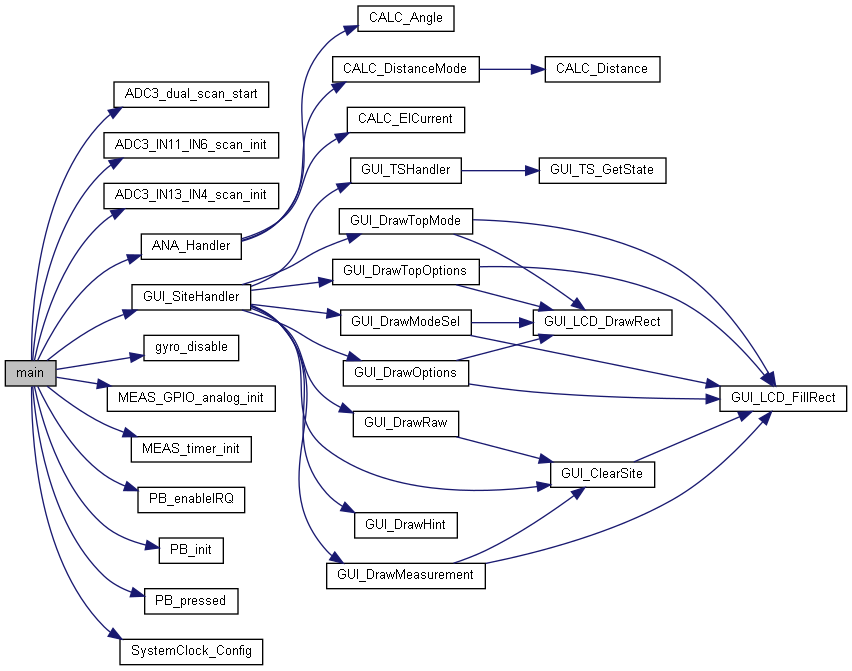 CALC_Angle
CALC_DistanceMode
CALC_Distance
ADC3_dual_scan_start
CALC_ElCurrent
ADC3_IN11_IN6_scan_init
GUI_TSHandler
GUI_TS_GetState
ADC3_IN13_IN4_scan_init
GUI_DrawTopMode
ANA_Handler
GUI_DrawTopOptions
GUI_SiteHandler
GUI_DrawModeSel
GUI_LCD_DrawRect
gyro_disable
main
GUI_DrawOptions
MEAS_GPIO_analog_init
GUI_LCD_FillRect
GUI_DrawRaw
MEAS_timer_init
GUI_ClearSite
PB_enableIRQ
GUI_DrawHint
PB_init
GUI_DrawMeasurement
PB_pressed
SystemClock_Config